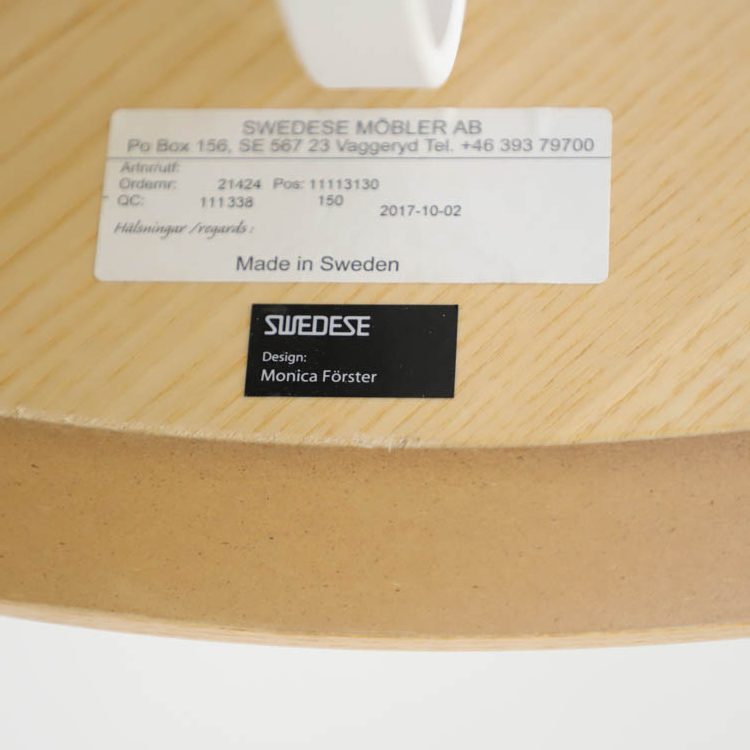 SWEDESE MÖBLER AB
Po Box 156, SE 567 23 Vaggeryd Tel. +46 393 79700
Artnr/utf:
Ordernr: 21424 Pos: 11113130
QC: 111338 150 2017-10-02
Hälsningar /regards:
Made in Sweden
SWEDESE
Design:
Monica Förster